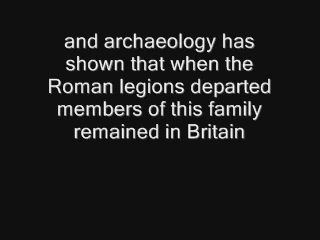 and archaeology has
shown that when the
Roman legions departed
members of this family
remained in Britain